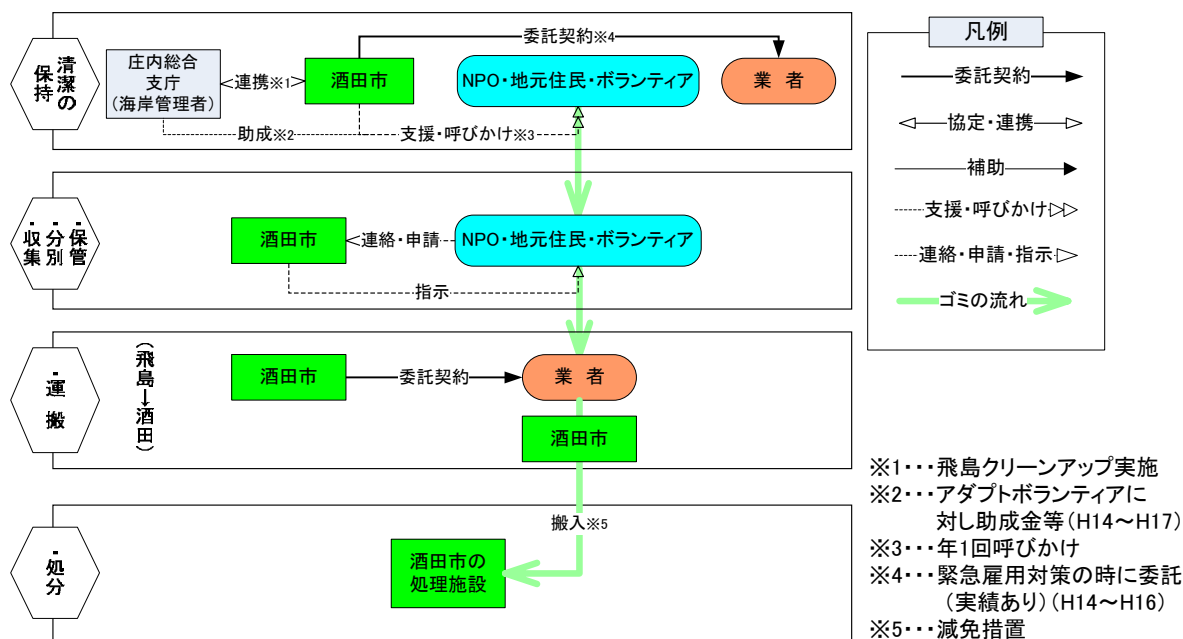 清潔の
保持
庄内総合
支庁
(海岸管理者)
連携※1
酒田市
委託契約※4
NPO・地元住民・ボランティア
業 者
助成※2
支援・呼びかけ※3
・保管
・分別
・収集
酒田市
連絡・申請
NPO・地元住民・ボランティア
指示
・運搬
(飛島→酒田)
酒田市
委託契約
業 者
酒田市
・処分
搬入※5
酒田市の
処理施設
凡例
委託契約
協定・連携
補助
支援・呼びかけ
連絡・申請・指示
ゴミの流れ
※1・・・飛島クリーンアップ実施
※2・・・アダプトボランティアに
対し助成金等(H14～H17)
※3・・・年1回呼びかけ
※4・・・緊急雇用対策の時に委託
(実績あり)(H14～H16)
※5・・・減免措置